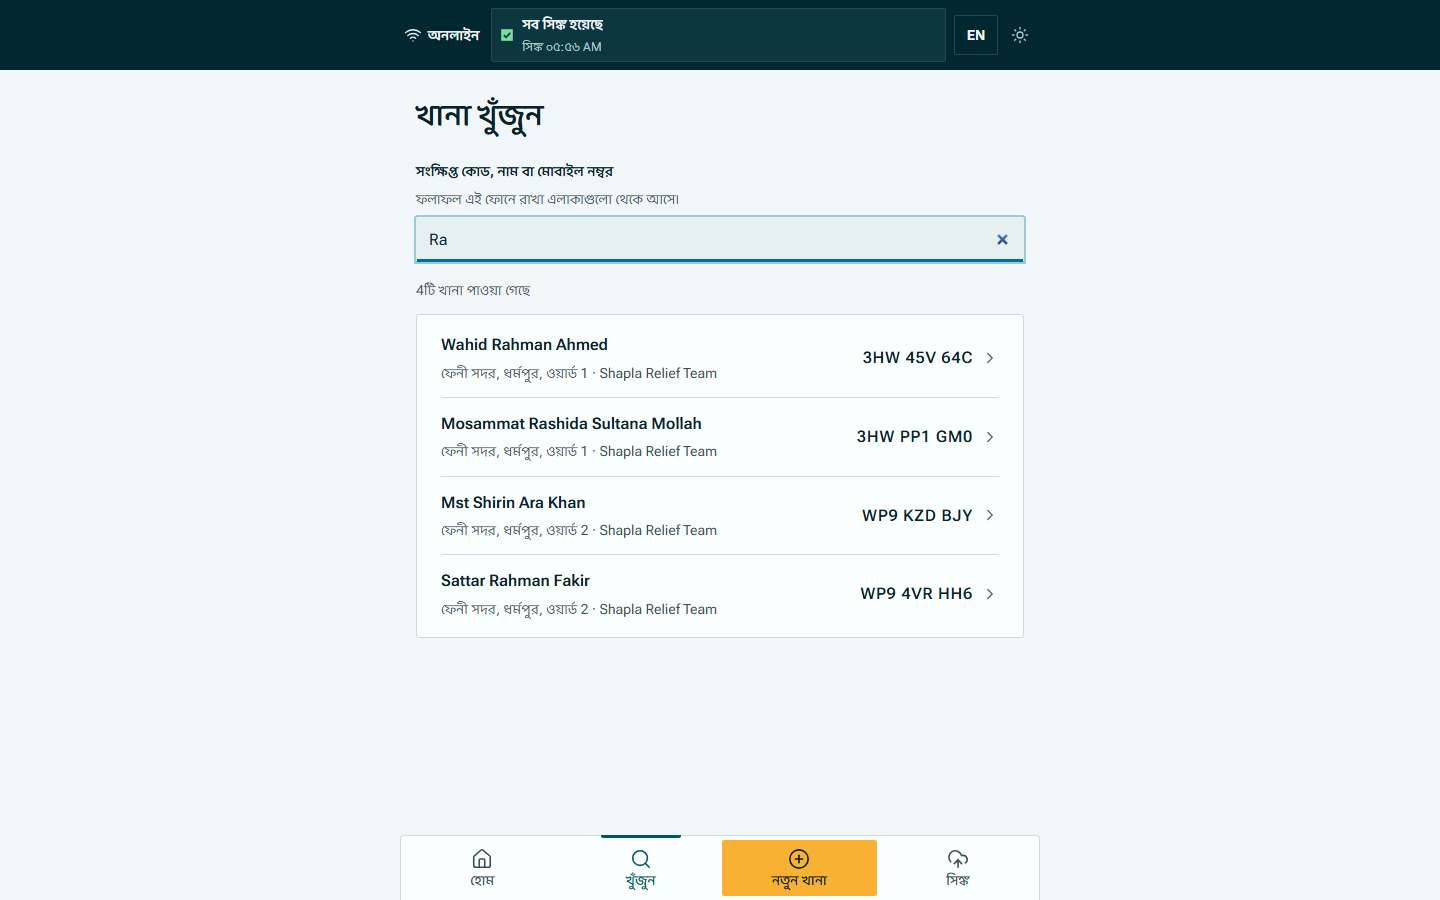 অনলাইন
সব সিঙ্ক হয়েছে
সিঙ্ক ০৫:৫৬ AM
EN
খানা খুঁজুন
সংক্ষিপ্ত কোড, নাম বা মোবাইল নম্বর
ফলাফল এই ফোনে রাখা এলাকাগুলো থেকে আসে।
Ra
4টি খানা পাওয়া গেছে
Wahid Rahman Ahmed
ফেনী সদর, ধর্মপুর, ওয়ার্ড 1 · Shapla Relief Team
3HW 45V 64C
Mosammat Rashida Sultana Mollah
ফেনী সদর, ধর্মপুর, ওয়ার্ড 1 · Shapla Relief Team
3HW PP1 GM0
Mst Shirin Ara Khan
ফেনী সদর, ধর্মপুর, ওয়ার্ড 2 · Shapla Relief Team
WP9 KZD BJY
Sattar Rahman Fakir
ফেনী সদর, ধর্মপুর, ওয়ার্ড 2 · Shapla Relief Team
WP9 4VR HH6
হোম
খুঁজুন
নতুন খানা
সিঙ্ক